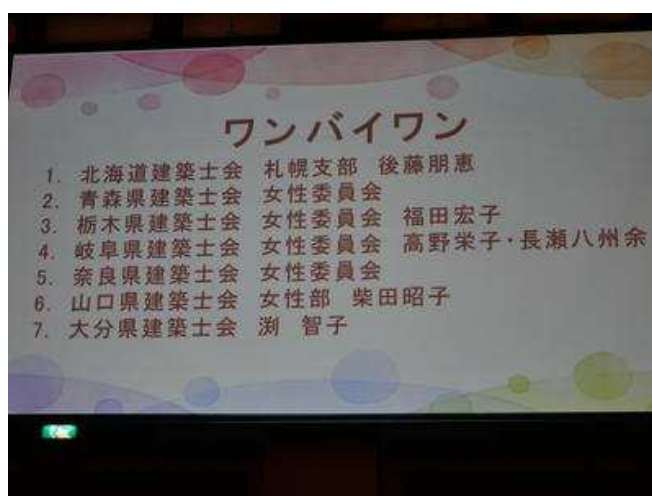 ワンバイワン
1. 北海道建築士会 札幌支部 後藤朋恵
2. 青森県建築士会 女性委員会
3. 栃木県建築士会 女性委員会 福田宏子
4. 岐阜県建築士会 女性委員会 高野栄子・長瀬八州余
5. 奈良県建築士会 女性委員会
6. 山口県建築士会 女性部 柴田昭子
7. 大分県建築士会 渕 智子